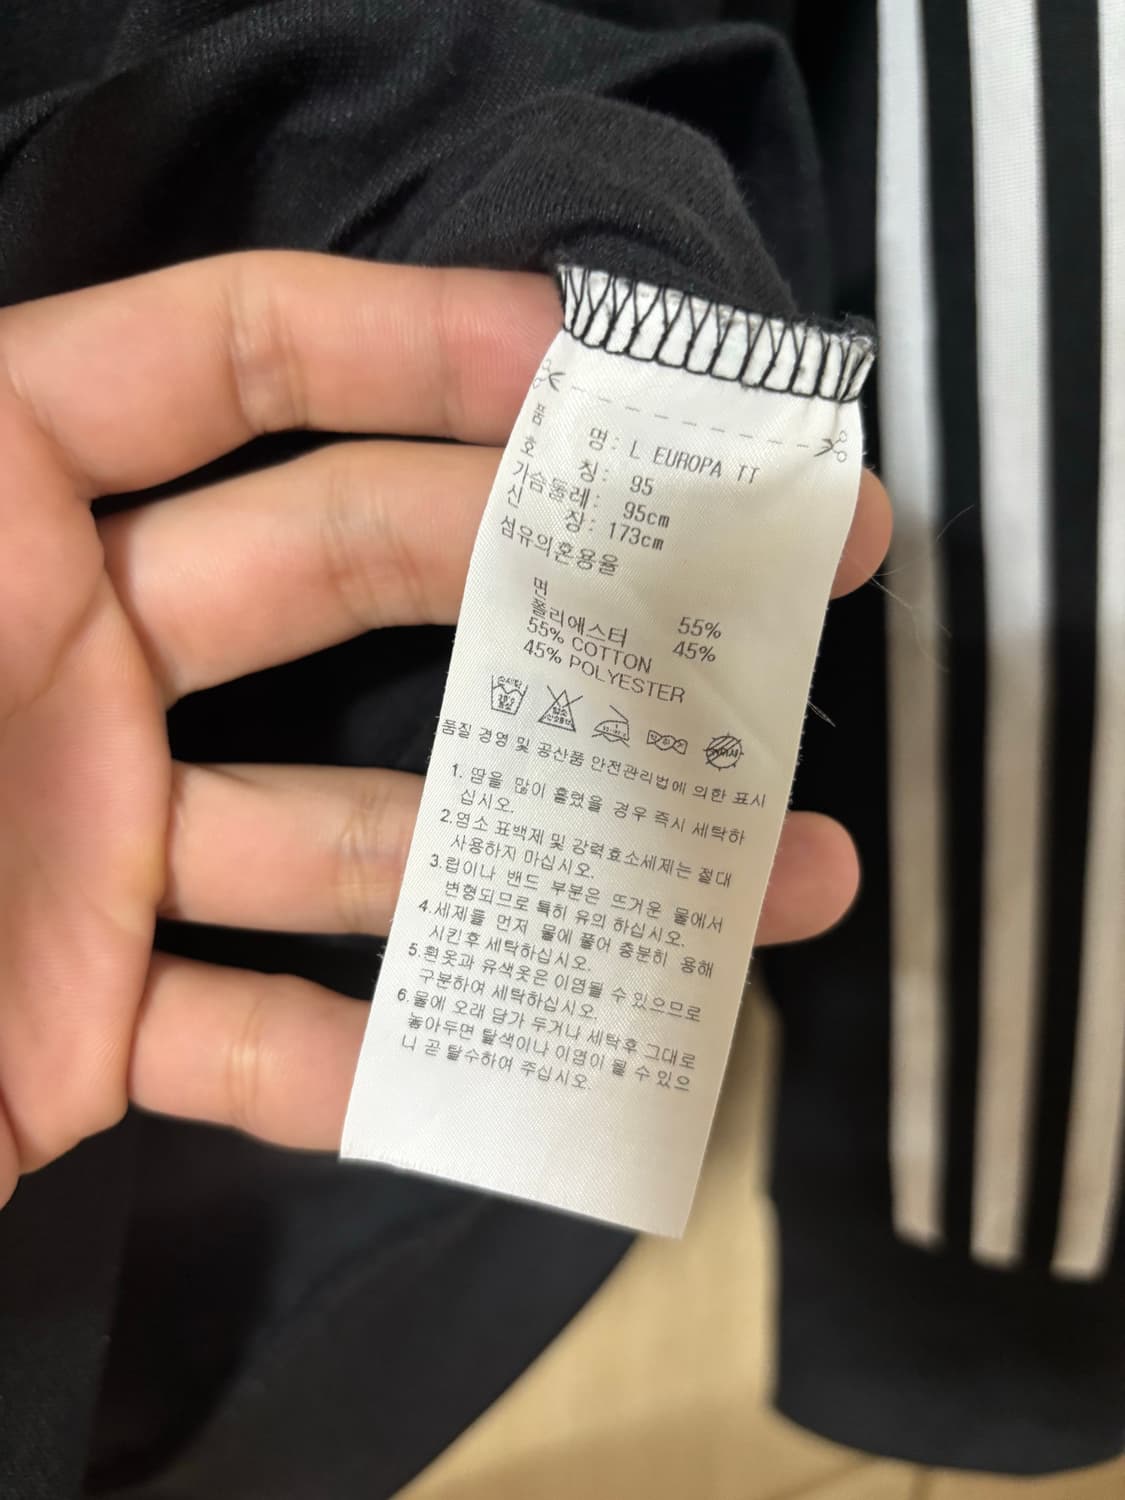 품 명: L EUROPA TT
호 칭: 95
가슴둘레: 95cm
신 장: 173cm
섬유의혼용율
면 55%
폴리에스터 45%
55% COTTON
45% POLYESTER
품질 경영 및 공산품 안전관리법에 의한 표시
1. 땀을 많이 흘렸을 경우 즉시 세탁하
십시오.
2.염소 표백제 및 강력효소세제는 절대
사용하지 마십시오.
3.립이나 밴드 부분은 뜨거운 물에서
변형되므로 특히 유의 하십시오.
4.세제를 먼저 물에 풀어 충분히 용해
시킨후 세탁하십시오.
5.흰옷과 유색옷은 이염될 수 있으므로
구분하여 세탁하십시오.
6.물에 오래 담가 두거나 세탁후 그대로
놓아두면 탈색이나 이염이 될 수 있으
니 곧 탈수하여 주십시오.